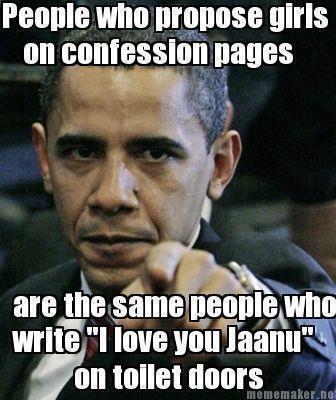 People who propose girls
on confession pages
are the same people who
write "I love you Jaanu"
on toilet doors
mememaker.ne